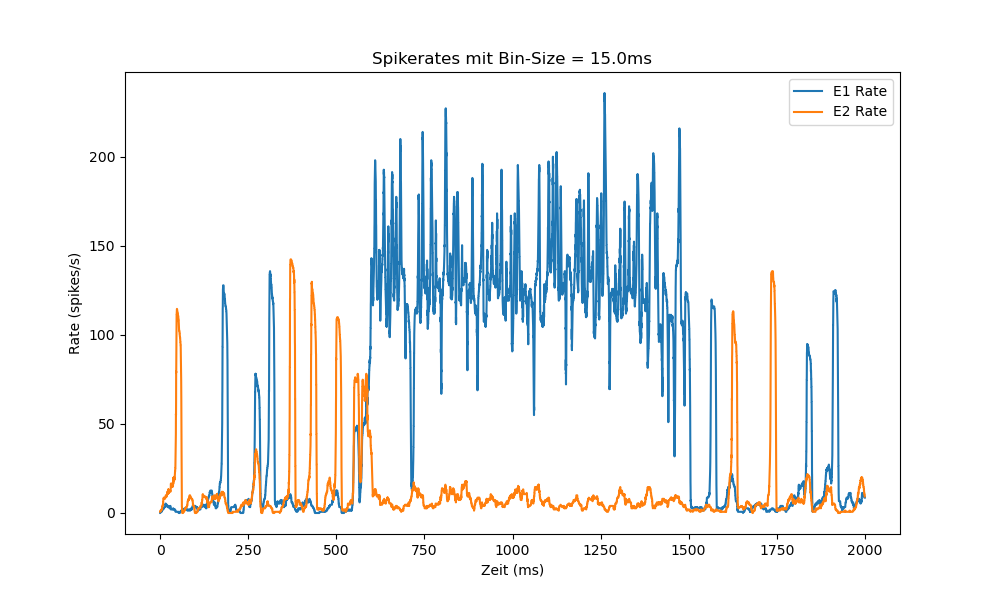 Spikerates mit Bin-Size = 15.0ms
E1 Rate
E2 Rate
Rate (spikes/s)
200
150
100
50
0
0 250 500 750 1000 1250 1500 1750 2000
Zeit (ms)